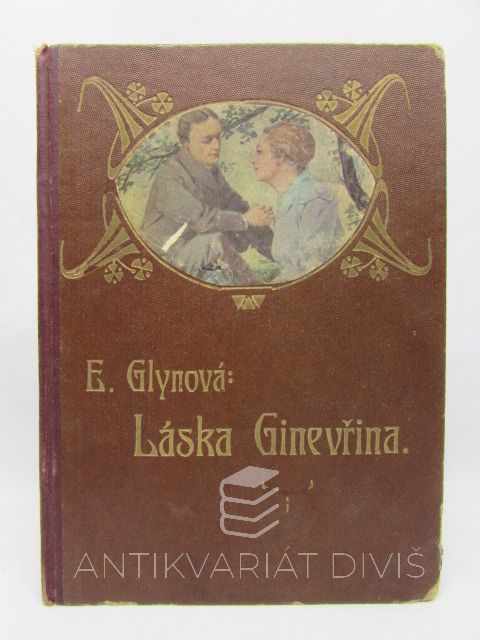 E. Glynová:
Láska Ginevřina.
ANTIKVARIÁT DIVIŠ